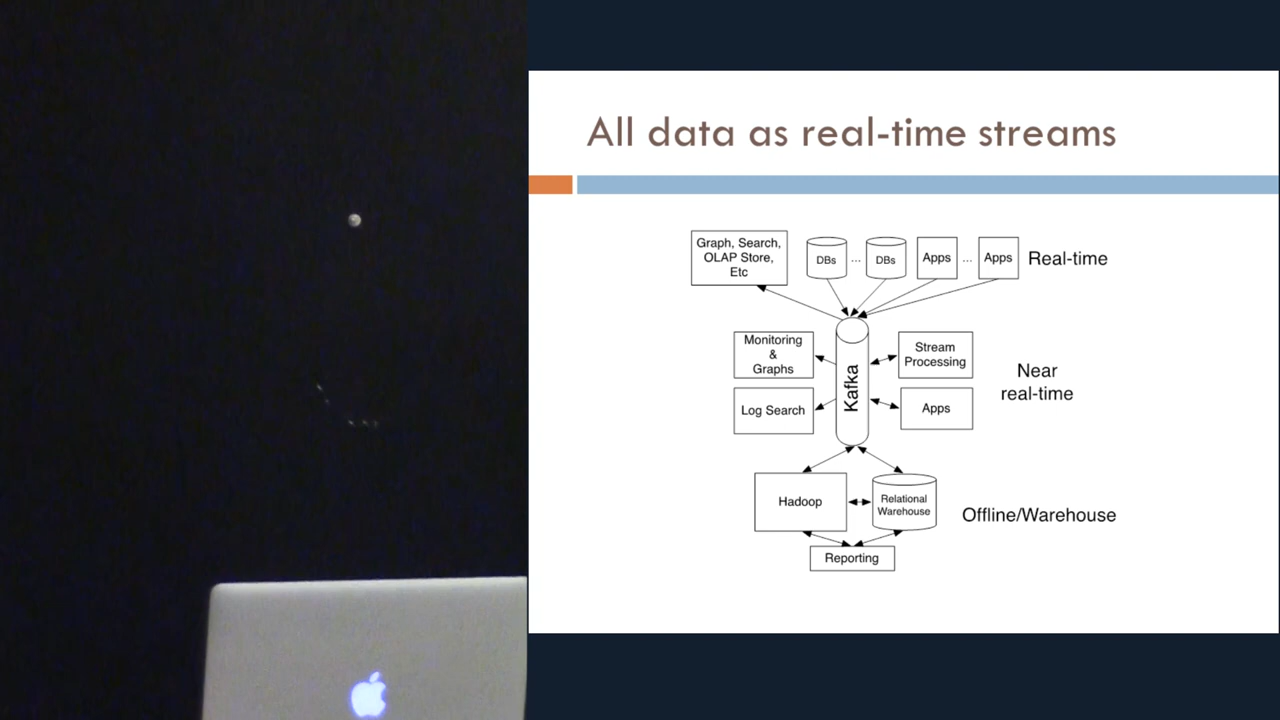 All data as real-time streams
Graph, Search,
OLAP Store,
Etc
DBs
...
DBs
Apps
...
Apps
Real-time
Monitoring
&
Graphs
Kafka
Stream
Processing
Near
real-time
Log Search
Apps
Hadoop
Relational
Warehouse
Offline/Warehouse
Reporting